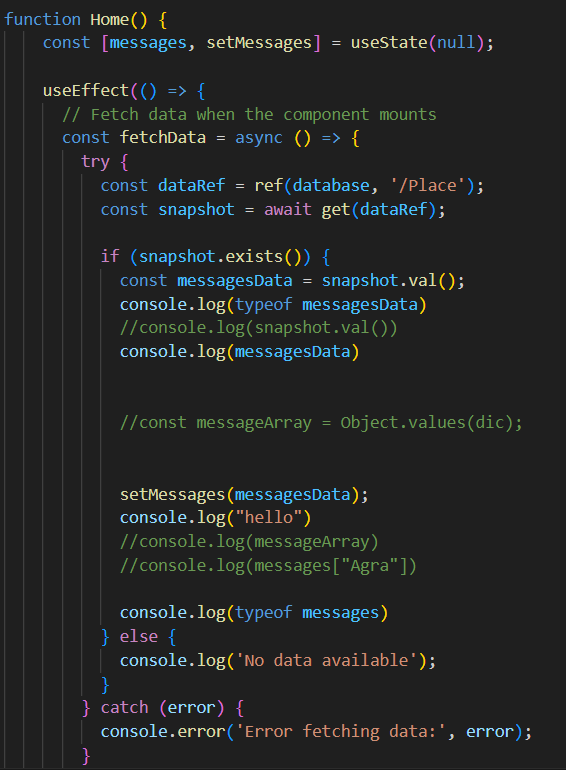 function Home() {
const [messages, setMessages] = useState(null);
useEffect(() => {
// Fetch data when the component mounts
const fetchData = async () => {
try {
const dataRef = ref(database, '/Place');
const snapshot = await get(dataRef);
if (snapshot.exists()) {
const messagesData = snapshot.val();
console.log(typeof messagesData)
//console.log(snapshot.val())
console.log(messagesData)
//const messageArray = Object.values(dic);
setMessages(messagesData);
console.log("hello")
//console.log(messageArray)
//console.log(messages["Agra"])
console.log(typeof messages)
} else {
console.log('No data available');
}
} catch (error) {
console.error('Error fetching data:', error);
}